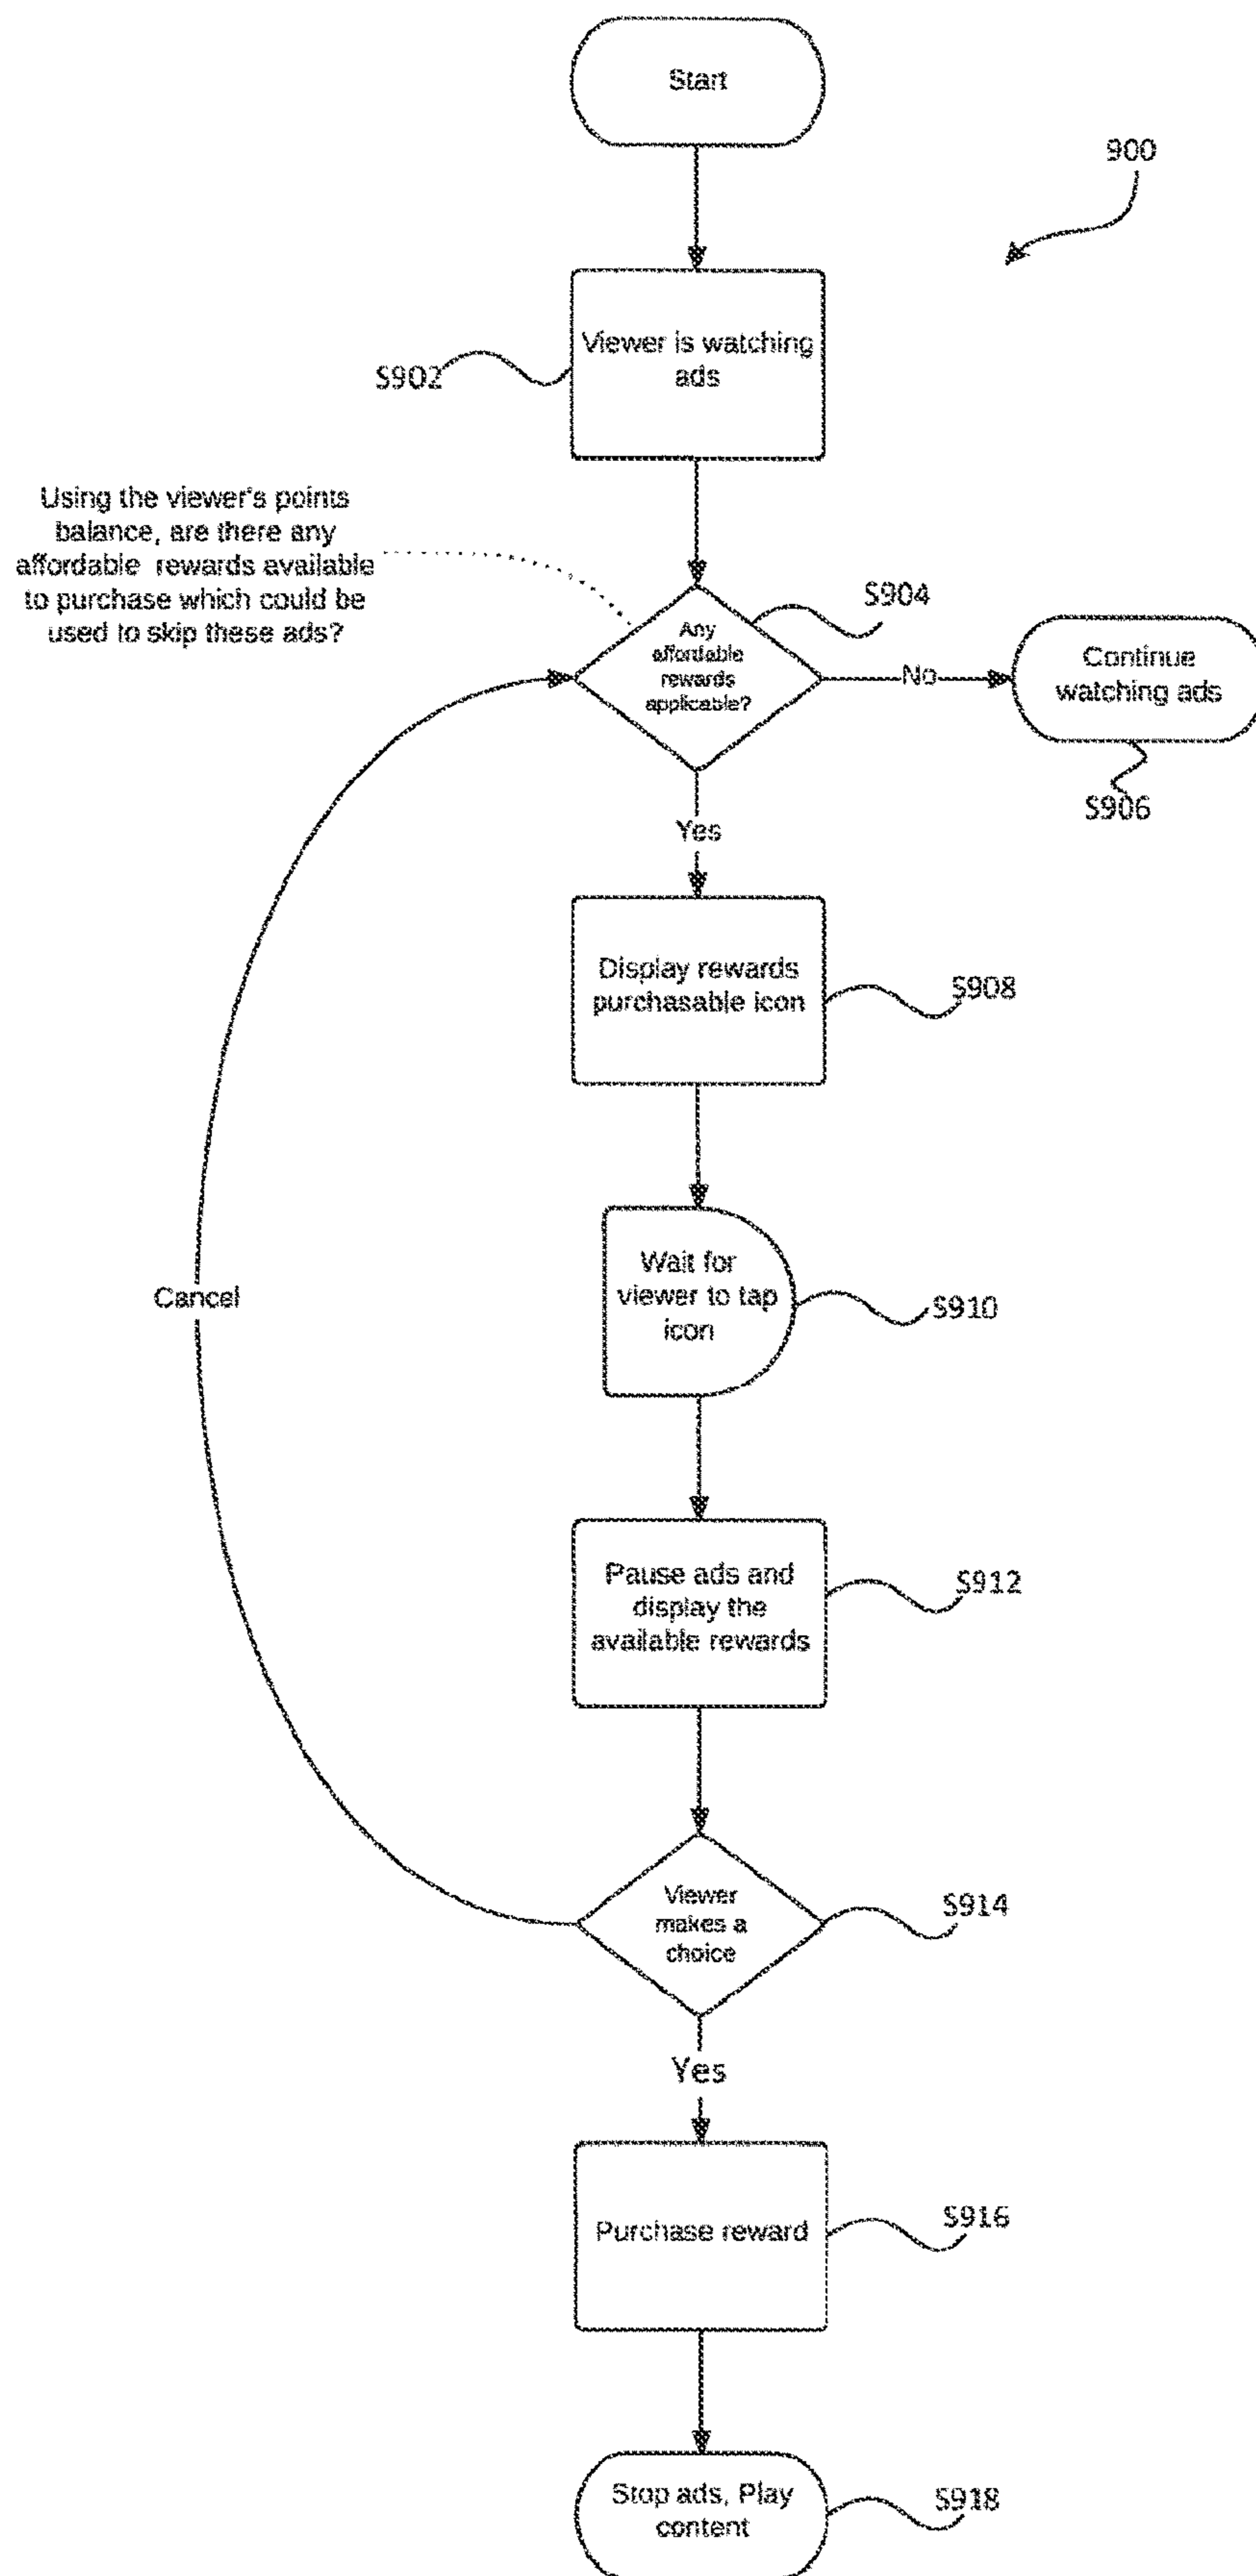 Start
900
Viewer is watching
ads
S902
Using the viewer's points
balance, are there any
affordable rewards available
to purchase which could be
used to skip these ads?
S904
Any
affordable
rewards
applicable?
No
Continue
watching ads
S906
Yes
Display rewards
purchasable icon
S908
Wait for
viewer to tap
icon
S910
Cancel
Pause ads and
display the
available rewards
S912
Viewer
makes a
choice
S914
Yes
Purchase reward
S916
Stop ads, Play
content
S918